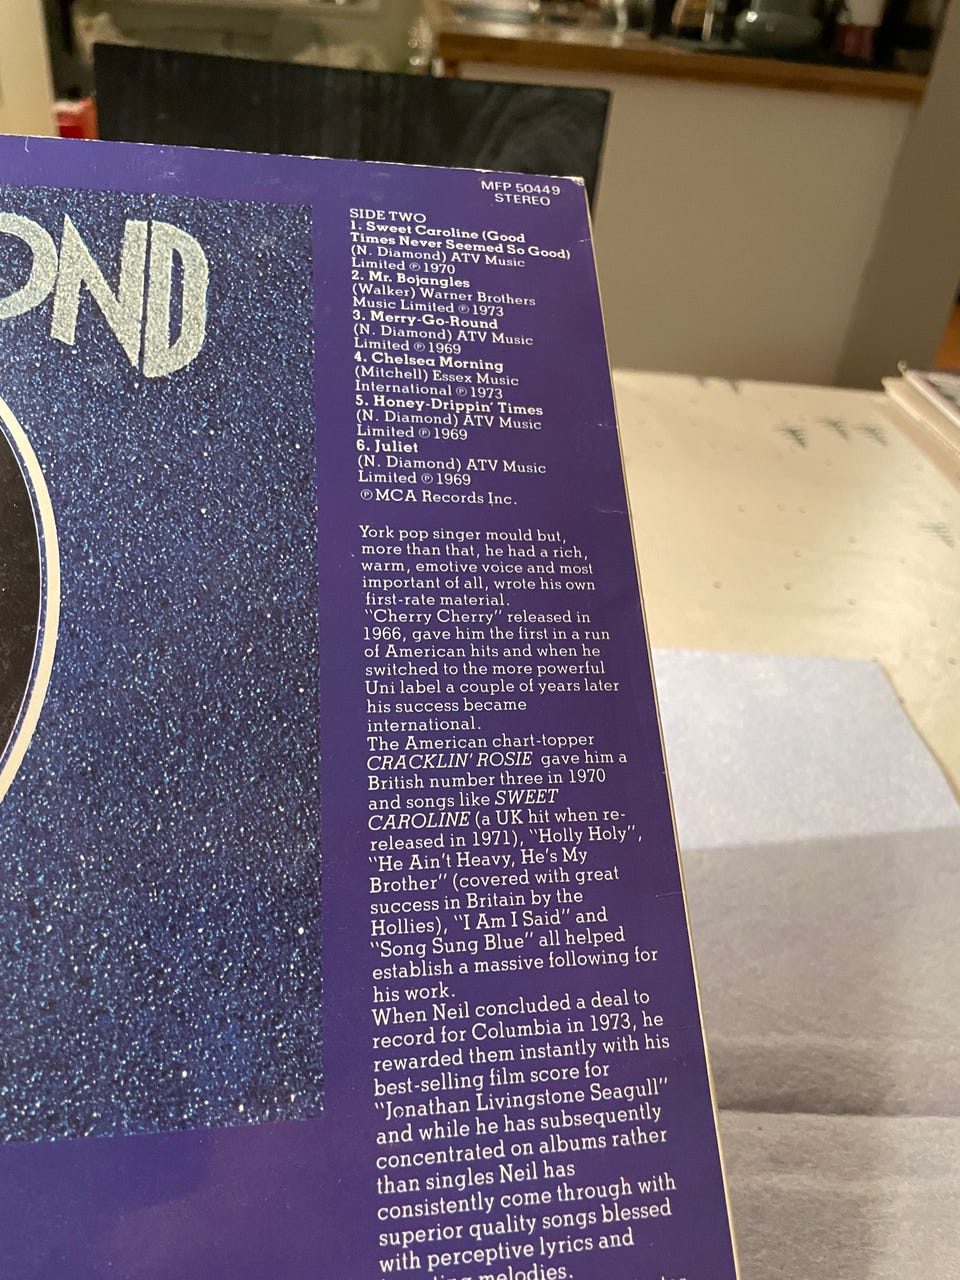 OND
MFP 50449
STEREO
SIDE TWO
1. Sweet Caroline (Good
Times Never Seemed So Good)
(N. Diamond) ATV Music
Limited ℗ 1970
2. Mr. Bojangles
(Walker) Warner Brothers
Music Limited ℗ 1973
3. Merry-Go-Round
(N. Diamond) ATV Music
Limited ℗ 1969
4. Chelsea Morning
(Mitchell) Essex Music
International ℗ 1973
5. Honey-Drippin' Times
(N. Diamond) ATV Music
Limited ℗ 1969
6. Juliet
(N. Diamond) ATV Music
Limited ℗ 1969
℗ MCA Records Inc.
York pop singer mould but,
more than that, he had a rich,
warm, emotive voice and most
important of all, wrote his own
first-rate material.
"Cherry Cherry" released in
1966, gave him the first in a run
of American hits and when he
switched to the more powerful
Uni label a couple of years later
his success became
international.
The American chart-topper
CRACKLIN' ROSIE gave him a
British number three in 1970
and songs like SWEET
CAROLINE (a UK hit when re-
released in 1971), "Holly Holy",
"He Ain't Heavy, He's My
Brother" (covered with great
success in Britain by the
Hollies), "I Am I Said" and
"Song Sung Blue" all helped
establish a massive following for
his work.
When Neil concluded a deal to
record for Columbia in 1973, he
rewarded them instantly with his
best-selling film score for
"Jonathan Livingstone Seagull"
and while he has subsequently
concentrated on albums rather
than singles Neil has
consistently come through with
superior quality songs blessed
with perceptive lyrics and
melodies.